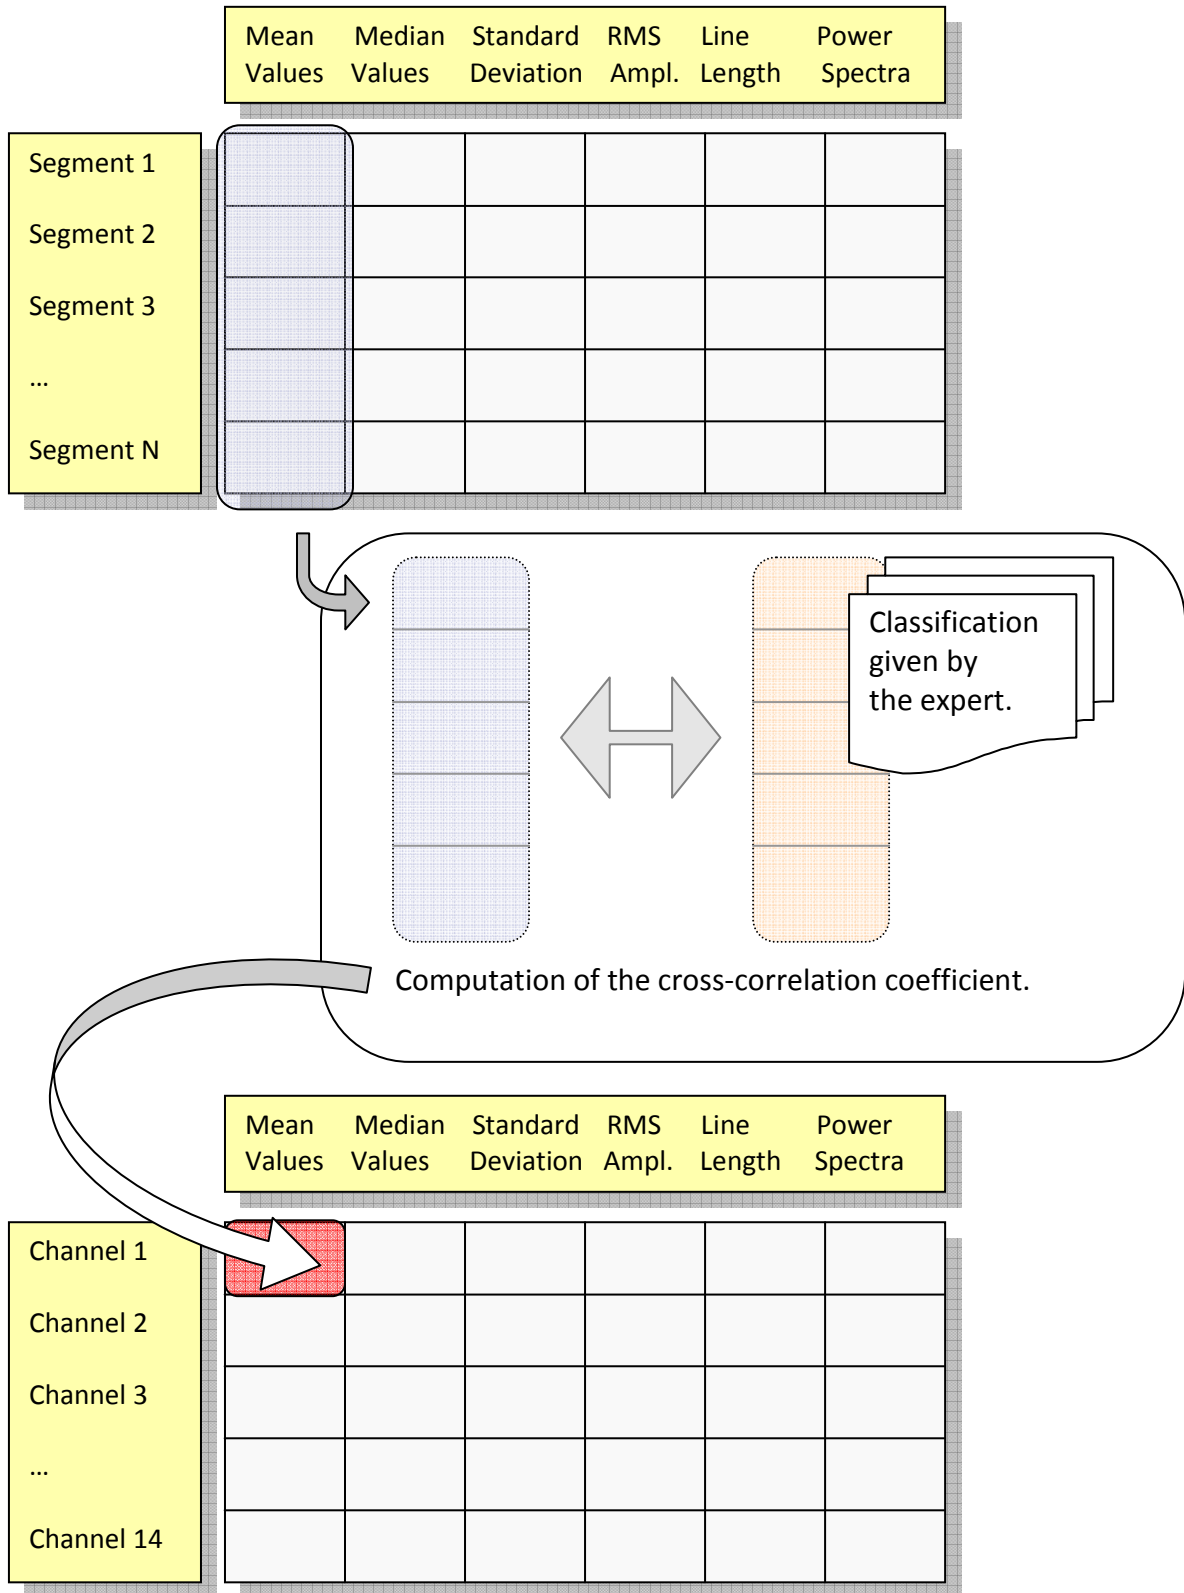 Mean Median Standard RMS Line Power
Values Values Deviation Ampl. Length Spectra
Segment 1
Segment 2
Segment 3
…
Segment N
Classification
given by
the expert.
Computation of the cross-correlation coefficient.
Mean Median Standard RMS Line Power
Values Values Deviation Ampl. Length Spectra
Channel 1
Channel 2
Channel 3
…
Channel 14